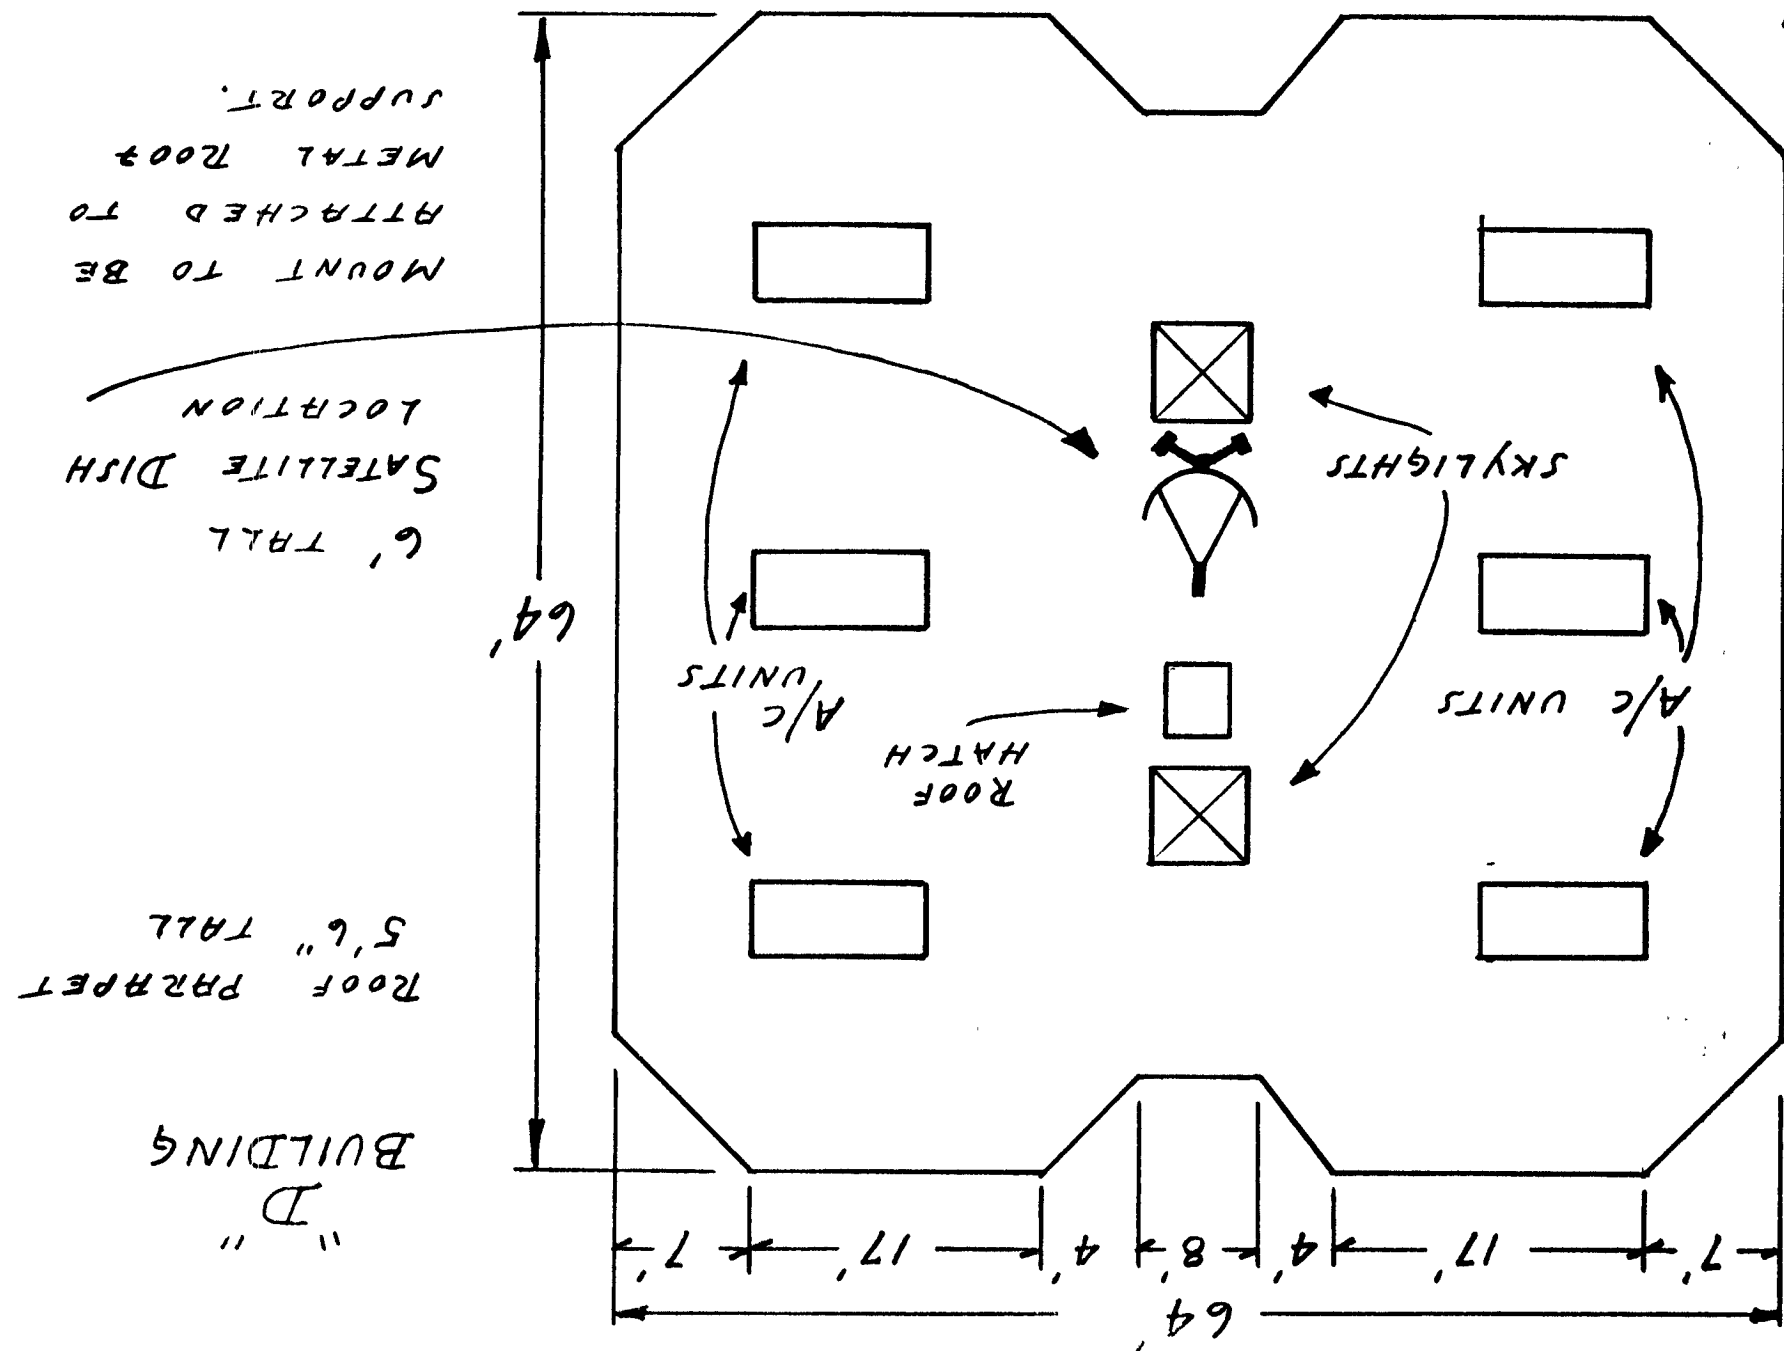 64'
7' 17' 4' 8' 4' 17' 7'
"D"
BUILDING
ROOF PARAPET
5'6" TALL
ROOF
HATCH
A/C UNITS
A/C
UNITS
64'
6' TALL
SATELLITE DISH
LOCATION
SKYLIGHTS
MOUNT TO BE
ATTACHED TO
METAL ROOF
SUPPORT.